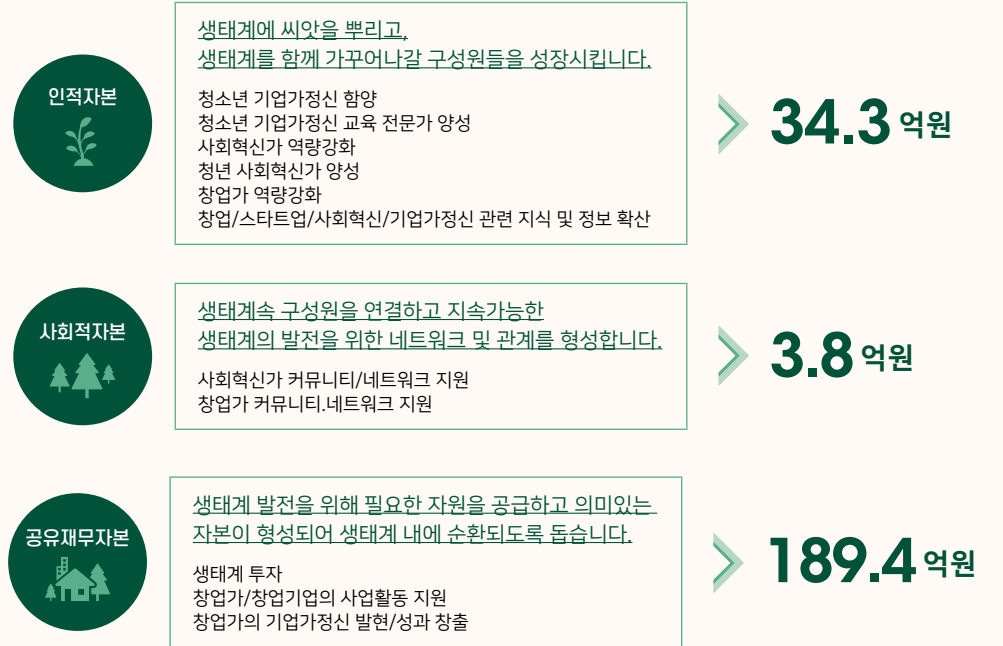 인적자본
생태계에 씨앗을 뿌리고,
생태계를 함께 가꾸어나갈 구성원들을 성장시킵니다.
청소년 기업가정신 함양
청소년 기업가정신 교육 전문가 양성
사회혁신가 역량강화
청년 사회혁신가 양성
창업가 역량강화
창업/스타트업/사회혁신/기업가정신 관련 지식 및 정보 확산
34.3 억원
사회적자본
생태계속 구성원을 연결하고 지속가능한
생태계의 발전을 위한 네트워크 및 관계를 형성합니다.
사회혁신가 커뮤니티/네트워크 지원
창업가 커뮤니티.네트워크 지원
3.8 억원
공유재무자본
생태계 발전을 위해 필요한 자원을 공급하고 의미있는
자본이 형성되어 생태계 내에 순환되도록 돕습니다.
생태계 투자
창업가/창업기업의 사업활동 지원
창업가의 기업가정신 발현/성과 창출
189.4 억원